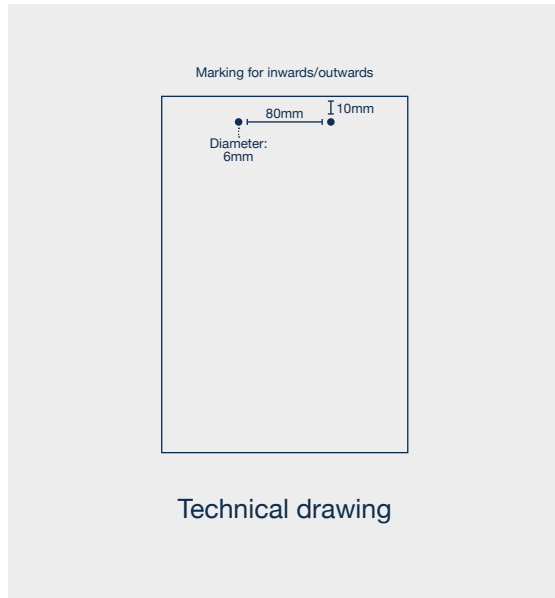 Marking for inwards/outwards
10mm
80mm
Diameter:
6mm
Technical drawing